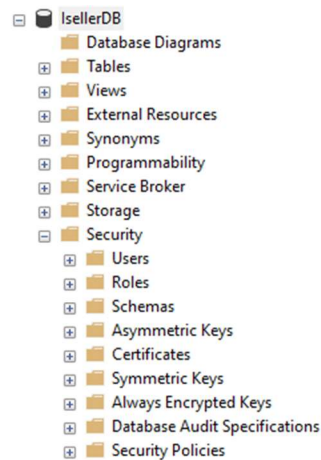 IsellerDB
Database Diagrams
Tables
Views
External Resources
Synonyms
Programmability
Service Broker
Storage
Security
Users
Roles
Schemas
Asymmetric Keys
Certificates
Symmetric Keys
Always Encrypted Keys
Database Audit Specifications
Security Policies